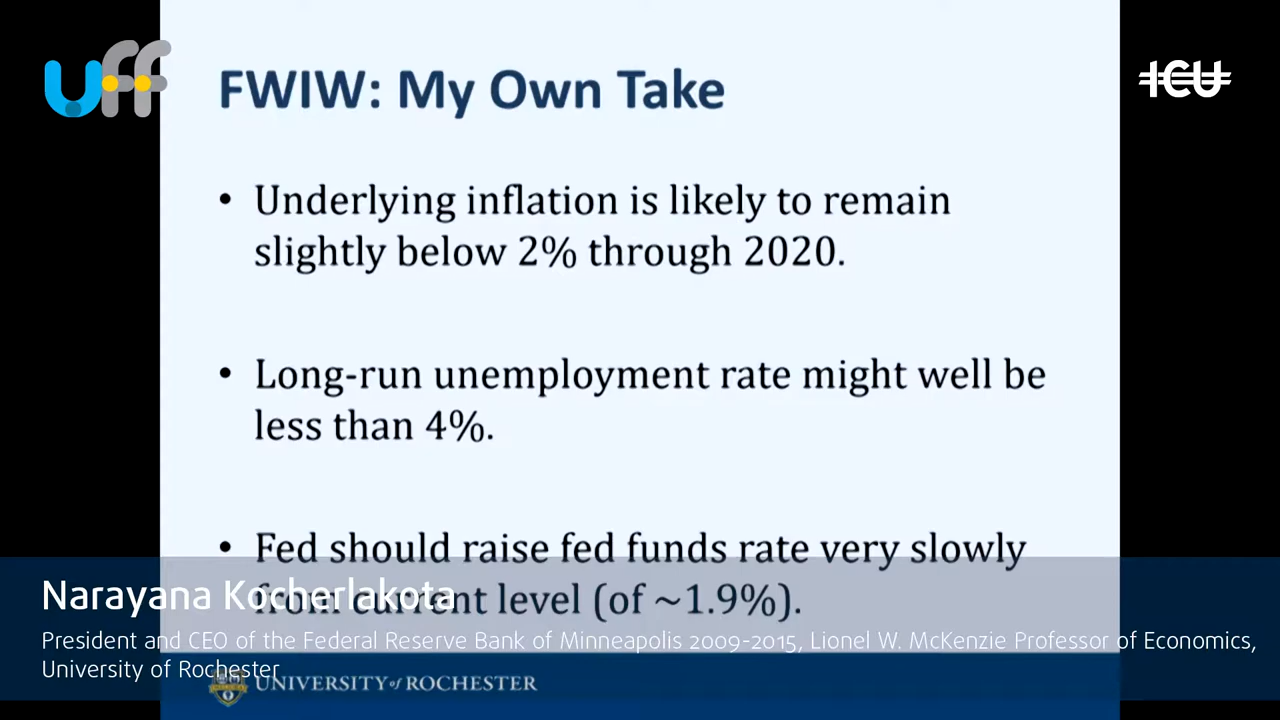 uff
ICU
FWIW: My Own Take
• Underlying inflation is likely to remain
slightly below 2% through 2020.
• Long-run unemployment rate might well be
less than 4%.
• Fed should raise fed funds rate very slowly
from current level (of ~1.9%).
Narayana Kocherlakota
President and CEO of the Federal Reserve Bank of Minneapolis 2009-2015, Lionel W. McKenzie Professor of Economics,
University of Rochester
UNIVERSITY of ROCHESTER